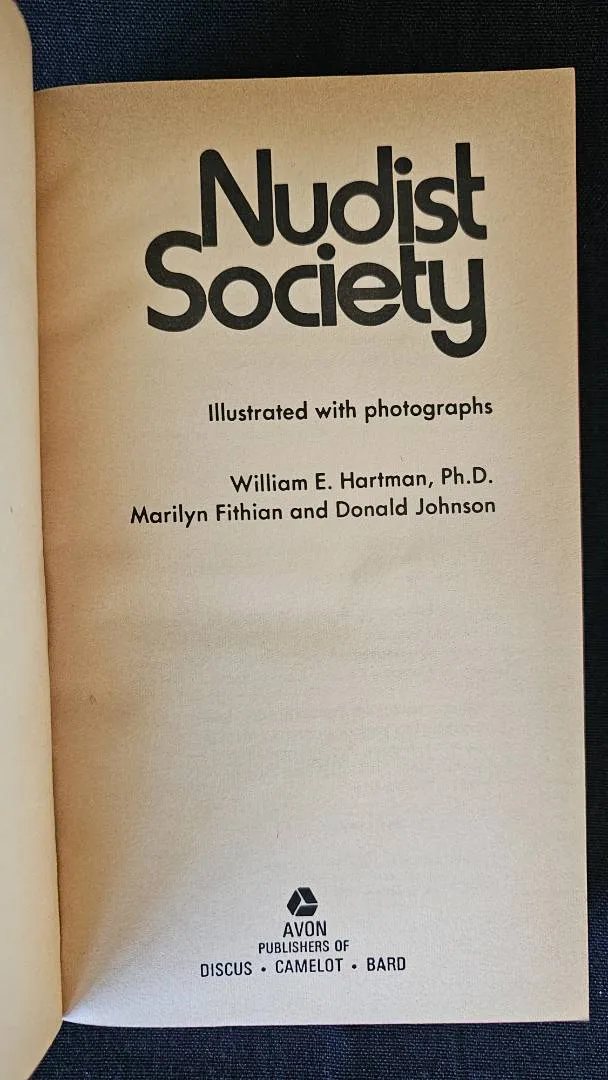 Nudist
Society
Illustrated with photographs
William E. Hartman, Ph.D.
Marilyn Fithian and Donald Johnson
AVON
PUBLISHERS OF
DISCUS • CAMELOT • BARD